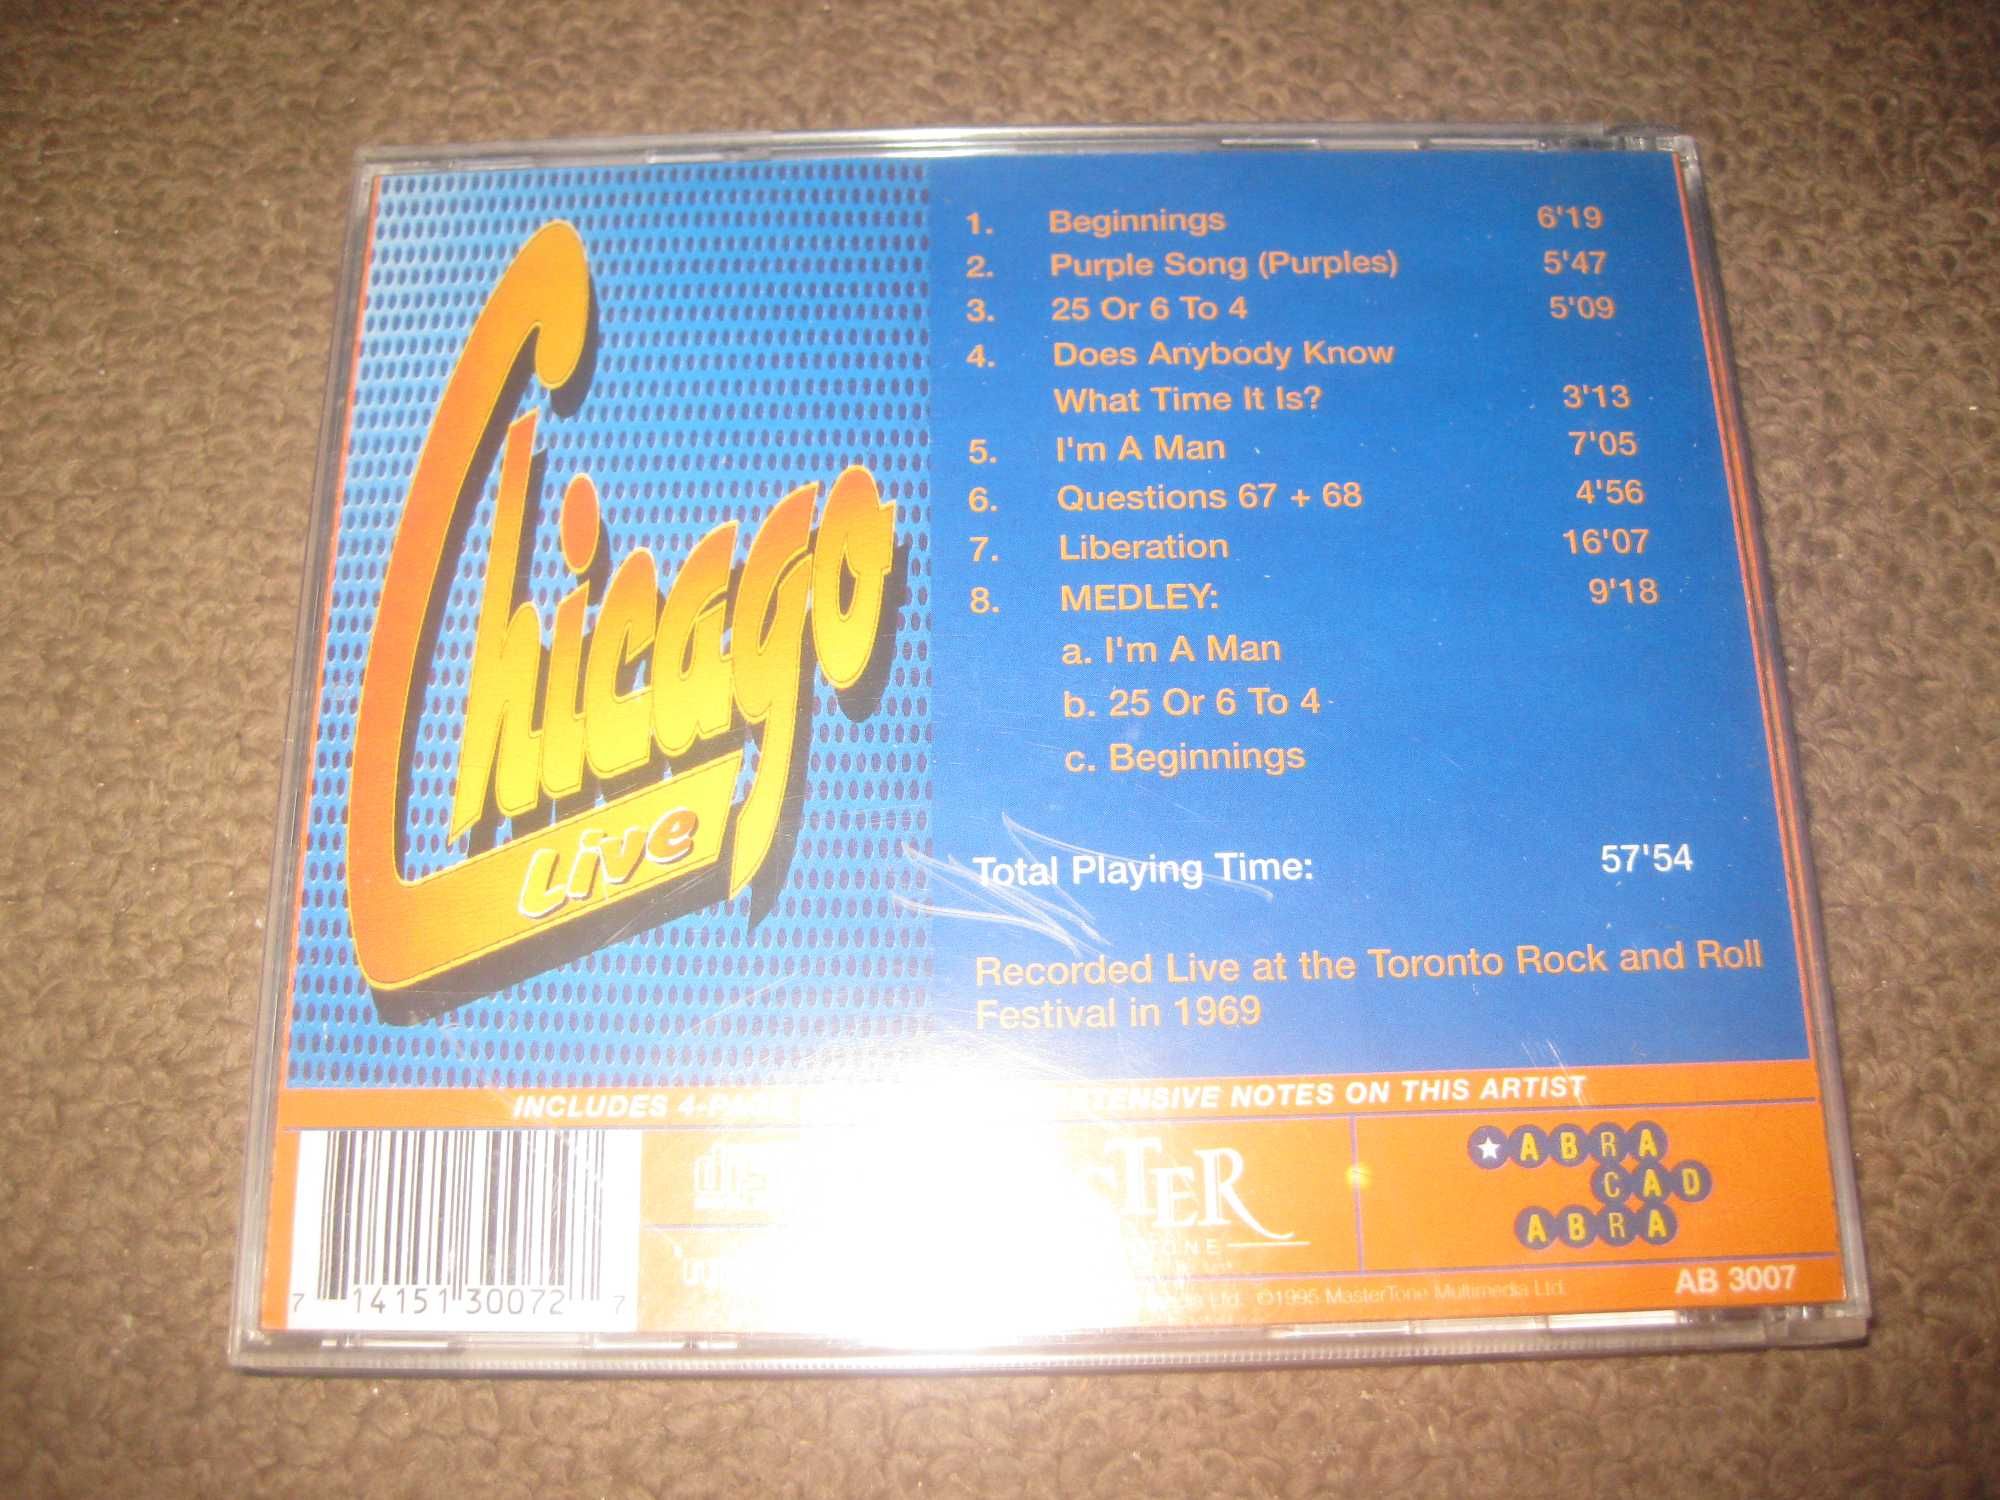 Chicago
Live
1. Beginnings 6'19
2. Purple Song (Purples) 5'47
3. 25 Or 6 To 4 5'09
4. Does Anybody Know
What Time It Is? 3'13
5. I'm A Man 7'05
6. Questions 67 + 68 4'56
7. Liberation 16'07
8. MEDLEY: 9'18
a. I'm A Man
b. 25 Or 6 To 4
c. Beginnings
Total Playing Time: 57'54
Recorded Live at the Toronto Rock and Roll
Festival in 1969
INCLUDES NOTES ON THIS ARTIST
ABRA
CAD
ABRA
7 14151 30072 7
Ltd. ©1995 MasterTone Multimedia Ltd.
AB 3007